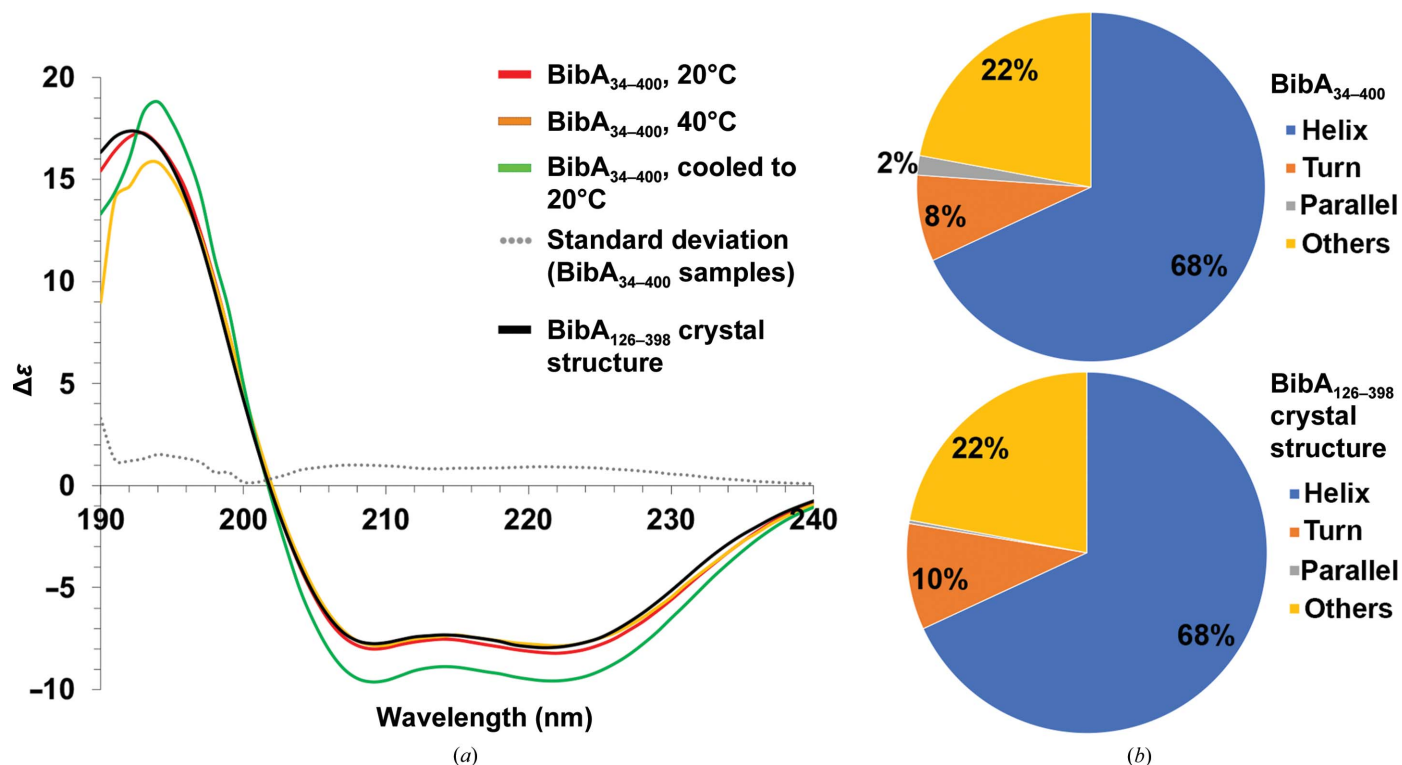 20
15
10
5
0
−5
−10
190
200
210
220
230
240
Δε
Wavelength (nm)
BibA34–400, 20°C
BibA34–400, 40°C
BibA34–400, cooled to
20°C
Standard deviation
(BibA34–400 samples)
BibA126–398 crystal
structure
(a)
22%
2%
8%
68%
BibA34–400
Helix
Turn
Parallel
Others
22%
10%
68%
BibA126–398
crystal
structure
Helix
Turn
Parallel
Others
(b)